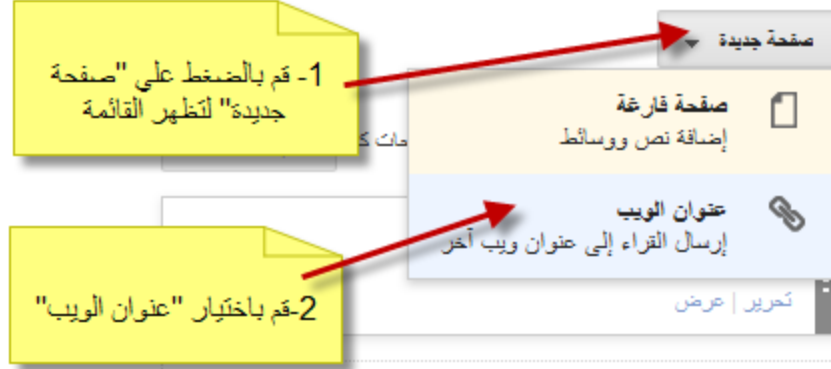 صفحة جديدة
1- قم بالضغط علي "صفحة
جديدة" لتظهر القائمة
صفحة فارغة
إضافة نص ووسائط
عنوان الويب
إرسال القراء إلى عنوان ويب آخر
2-قم باختيار "عنوان الويب"
تحرير | عرض